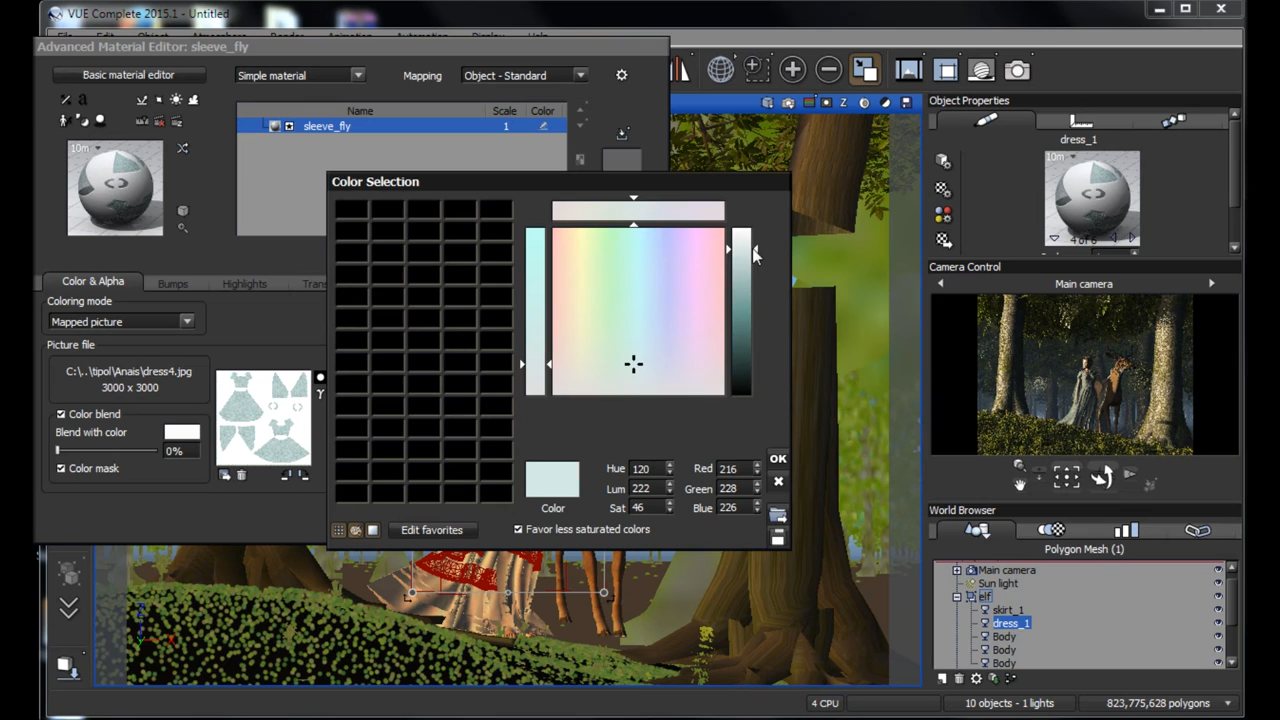 VUE Complete 2015.1 - Untitled
Advanced Material Editor: sleeve_fly
Basic material editor
Simple material
Mapping
Object - Standard
Name Scale Color
sleeve_fly 1
10m
Color & Alpha
Bumps
Highlights
Coloring mode
Mapped picture
Picture file
C:\..\tipol\Anais\dress4.jpg
3000 x 3000
Color blend
Blend with color
0%
Color mask
Color Selection
Hue 120 Red 216
Lum 222 Green 228
Sat 46 Blue 226
Color
OK
Edit favorites
Favor less saturated colors
Object Properties
dress_1
10m
4 of 6
Camera Control
Main camera
World Browser
Polygon Mesh (1)
Main camera
Sun light
elf
skirt_1
dress_1
Body
Body
Body
4 CPU
10 objects - 1 lights
823,775,628 polygons